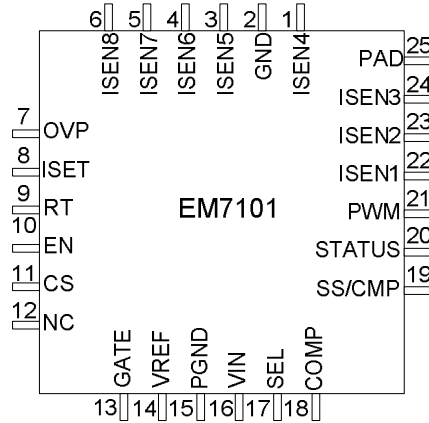 6 5 4 3 2 1
ISEN8 ISEN7 ISEN6 ISEN5 GND ISEN4
25 PAD
24 ISEN3
23 ISEN2
22 ISEN1
21 PWM
20 STATUS
19 SS/CMP
7 OVP
8 ISET
9 RT
10 EN
11 CS
12 NC
EM7101
GATE VREF PGND VIN SEL COMP
13 14 15 16 17 18